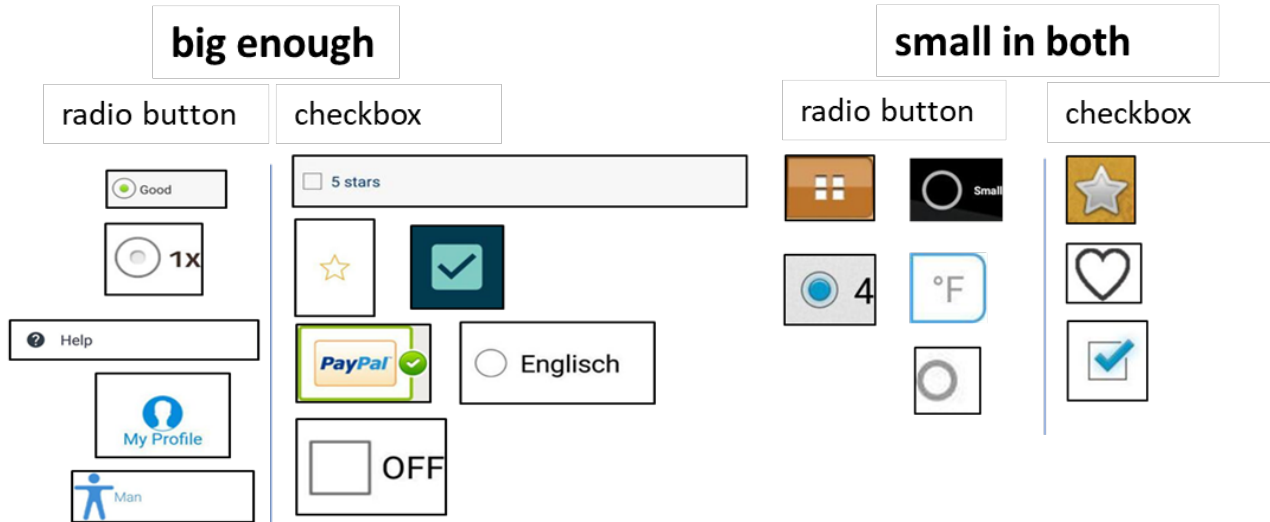 big enough
small in both
radio button
checkbox
radio button
checkbox
Good
5 stars
1x
Help
PayPal
Englisch
My Profile
OFF
Man
Small
4
°F